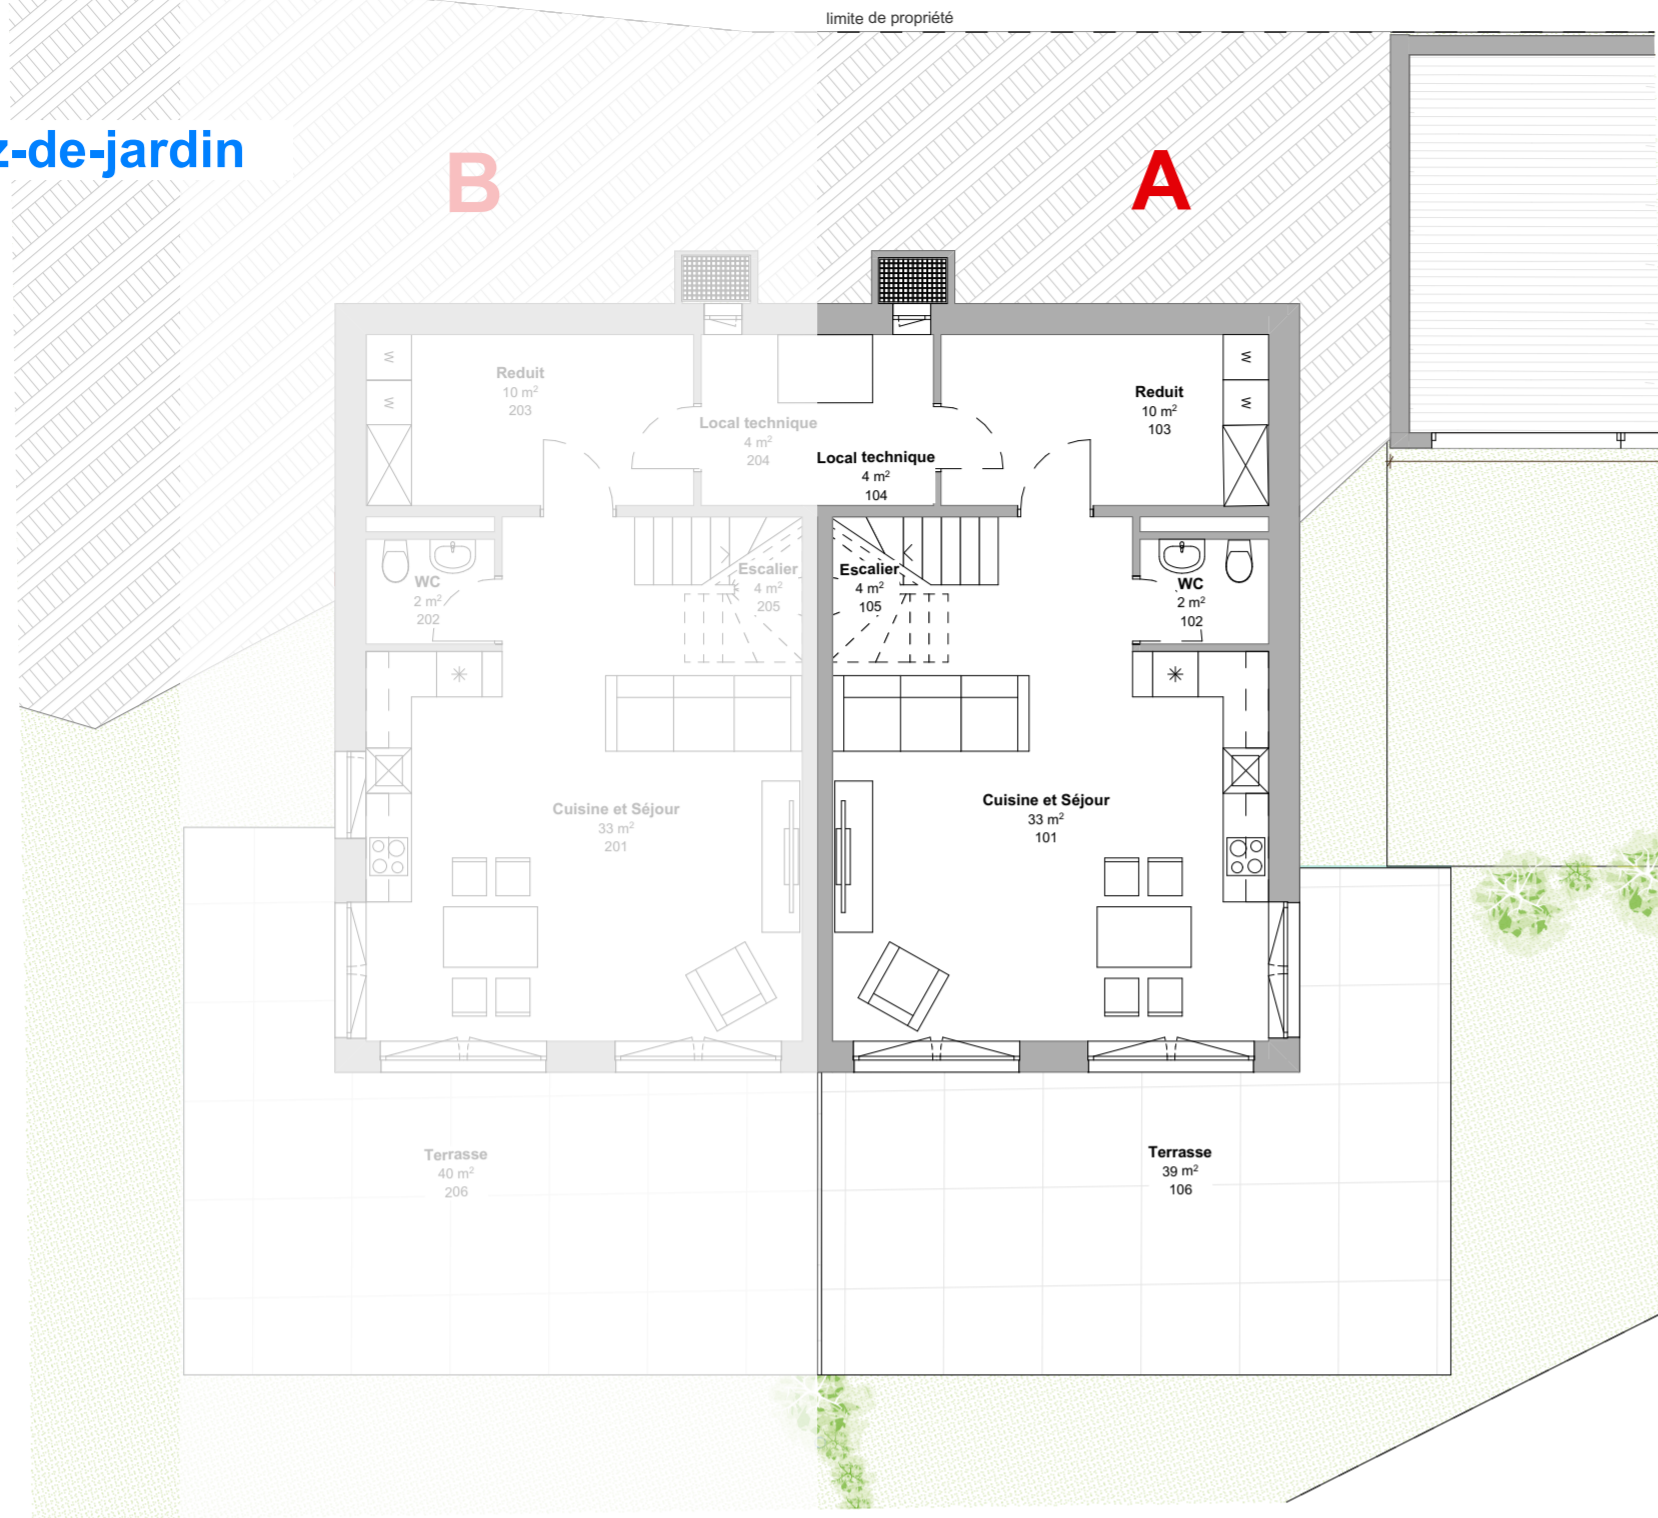 limite de propriété
z-de-jardin
B
A
Reduit
10 m²
203
Local technique
4 m²
204
Reduit
10 m²
103
Local technique
4 m²
104
W
W
W
W
WC
2 m²
202
Escalier
4 m²
205
Escalier
4 m²
105
WC
2 m²
102
Cuisine et Séjour
33 m²
201
Cuisine et Séjour
33 m²
101
Terrasse
40 m²
206
Terrasse
39 m²
106